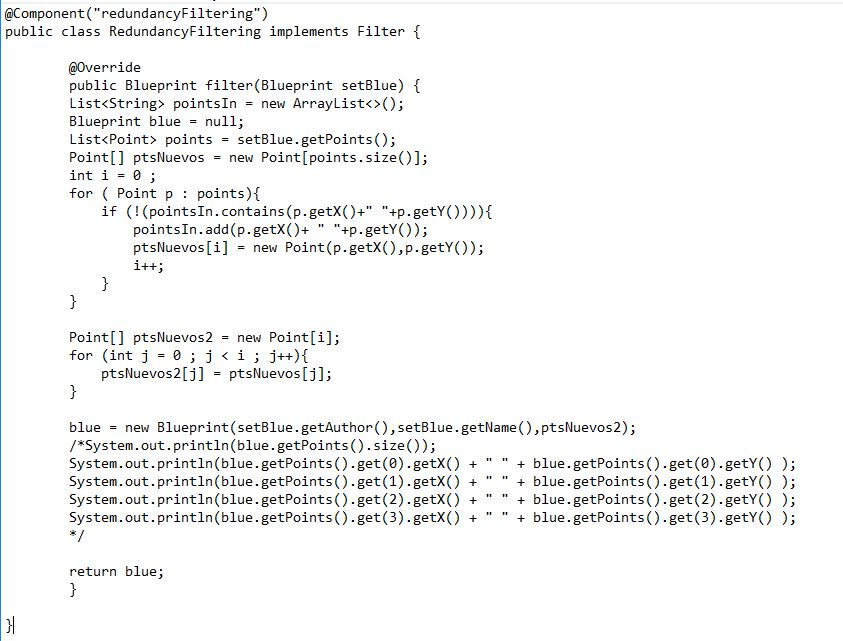 @Component("redundancyFiltering")
public class RedundancyFiltering implements Filter {
@Override
public Blueprint filter(Blueprint setBlue) {
List<String> pointsIn = new ArrayList<>();
Blueprint blue = null;
List<Point> points = setBlue.getPoints();
Point[] ptsNuevos = new Point[points.size()];
int i = 0 ;
for ( Point p : points){
if (!(pointsIn.contains(p.getX()+" "+p.getY()))){
pointsIn.add(p.getX()+ " "+p.getY());
ptsNuevos[i] = new Point(p.getX(),p.getY());
i++;
}
}
Point[] ptsNuevos2 = new Point[i];
for (int j = 0 ; j < i ; j++){
ptsNuevos2[j] = ptsNuevos[j];
}
blue = new Blueprint(setBlue.getAuthor(),setBlue.getName(),ptsNuevos2);
/*System.out.println(blue.getPoints().size());
System.out.println(blue.getPoints().get(0).getX() + " " + blue.getPoints().get(0).getY() );
System.out.println(blue.getPoints().get(1).getX() + " " + blue.getPoints().get(1).getY() );
System.out.println(blue.getPoints().get(2).getX() + " " + blue.getPoints().get(2).getY() );
System.out.println(blue.getPoints().get(3).getX() + " " + blue.getPoints().get(3).getY() );
*/
return blue;
}
}